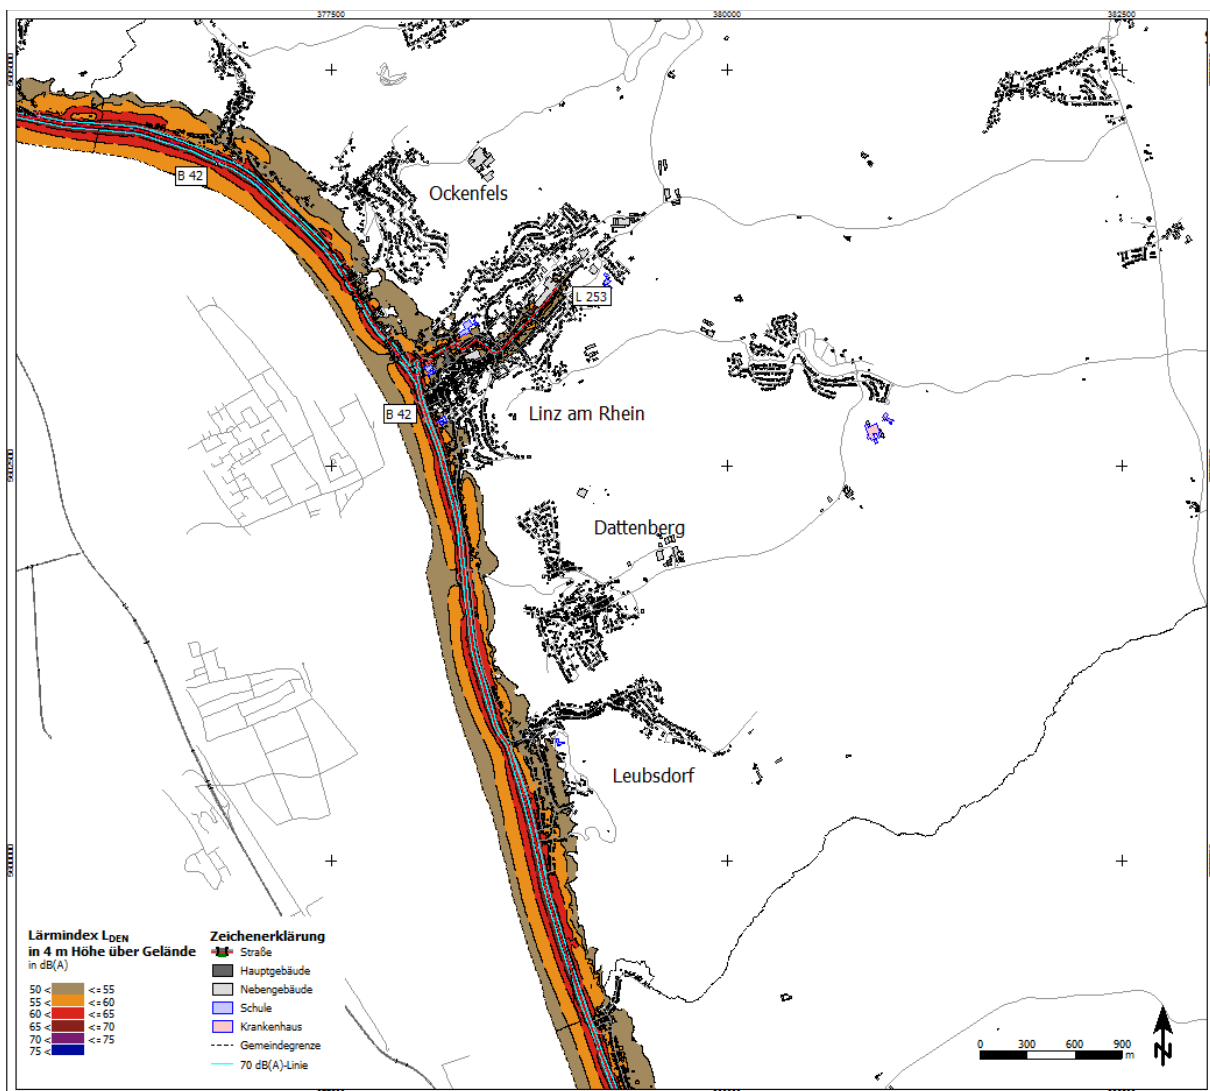 377500
380000
382500
B 42
Ockenfels
L 253
B 42
Linz am Rhein
Dattenberg
Leubsdorf
Lärmindex LDEN
in 4 m Höhe über Gelände
in dB(A)
50 < <= 55
55 < <= 60
60 < <= 65
65 < <= 70
70 < <= 75
75 <
Zeichenerklärung
Straße
Hauptgebäude
Nebengebäude
Schule
Krankenhaus
Gemeindegrenze
70 dB(A)-Linie
0 300 600 900
m
N